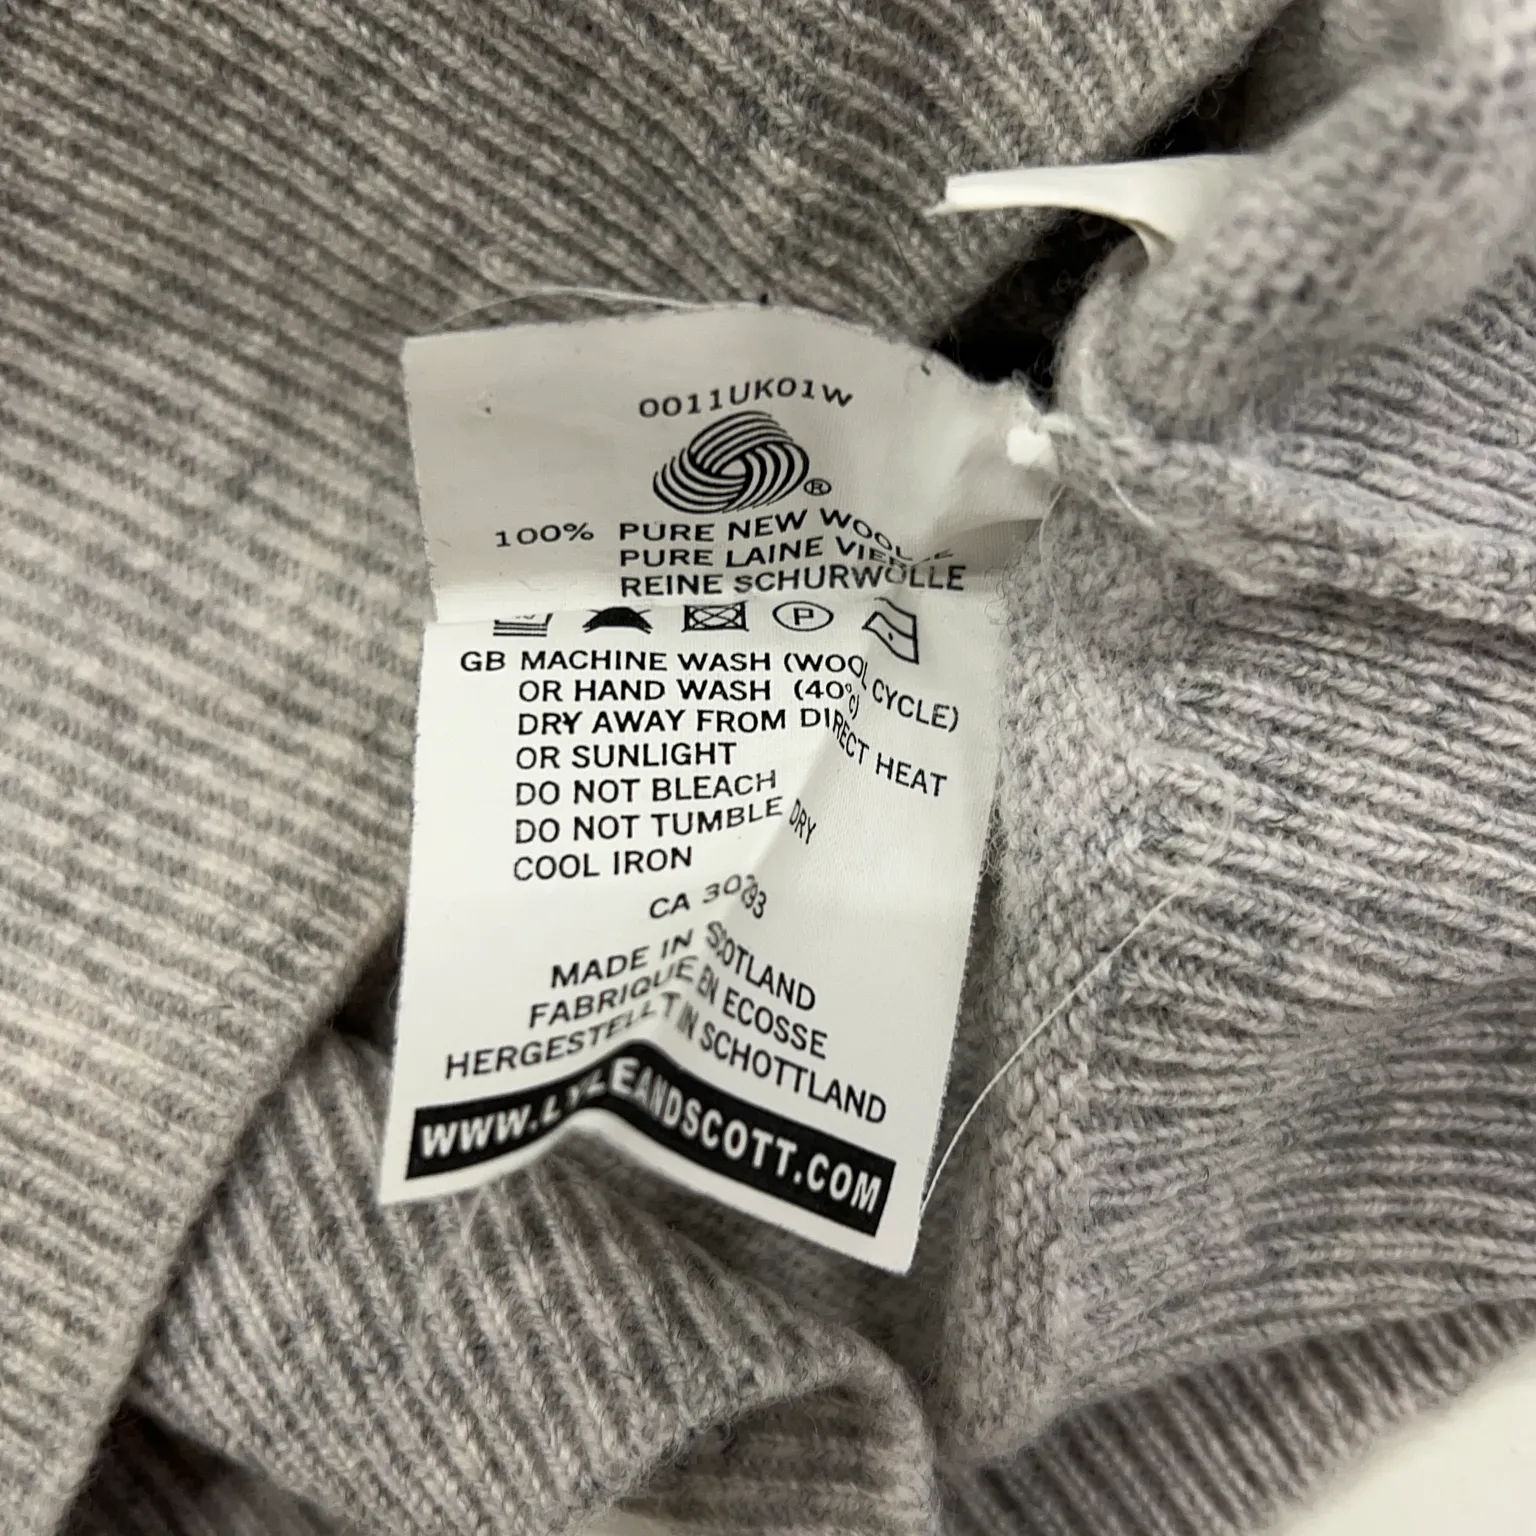 0011UK01W
®
100% PURE NEW WOOL
PURE LAINE VIERGE
REINE SCHURWOLLE
P
GB MACHINE WASH (WOOL CYCLE)
OR HAND WASH (40°c)
DRY AWAY FROM DIRECT HEAT
OR SUNLIGHT
DO NOT BLEACH
DO NOT TUMBLE DRY
COOL IRON
CA
MADE IN SCOTLAND
FABRIQUE EN ECOSSE
HERGESTELLT IN SCHOTTLAND
WWW.LYLEANDSCOTT.COM